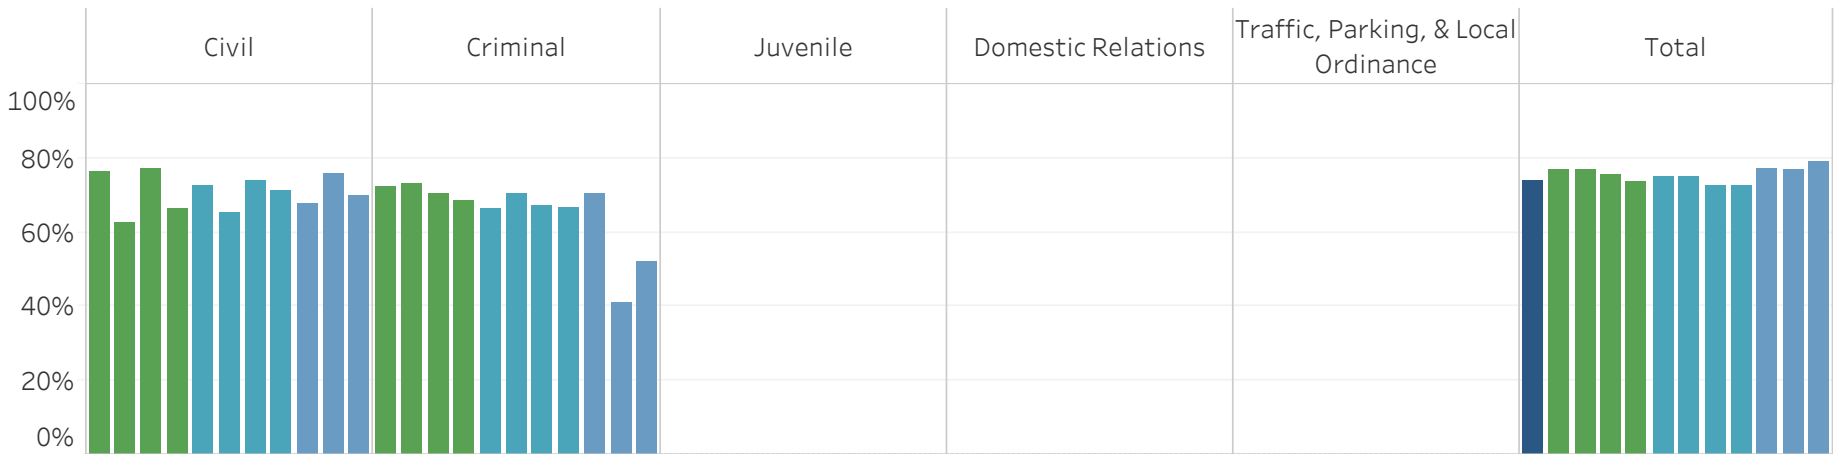 Civil
Criminal
Juvenile
Domestic Relations
Traffic, Parking, & Local
Ordinance
Total
100%
80%
60%
40%
20%
0%